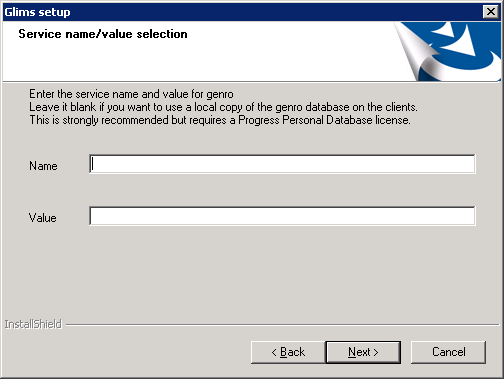 Glims setup
Service name/value selection
Enter the service name and value for genro
Leave it blank if you want to use a local copy of the genro database on the clients.
This is strongly recommended but requires a Progress Personal Database license.
Name
Value
InstallShield
< Back
Next >
Cancel